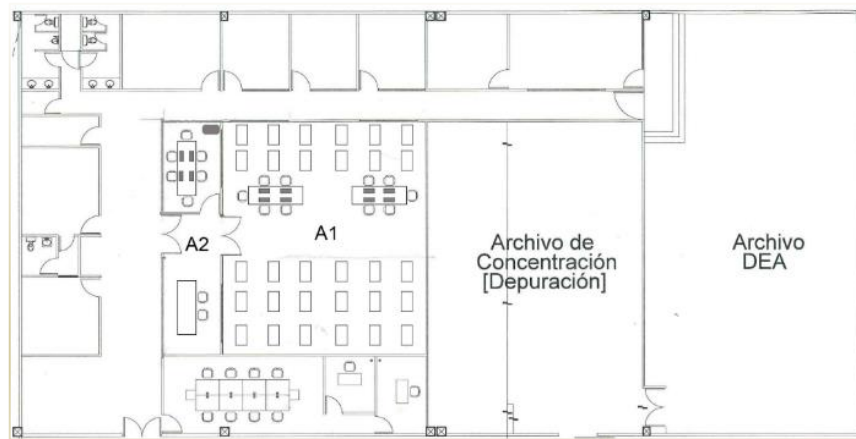 A1
A2
Archivo de
Concentración
[Depuración]
Archivo
DEA